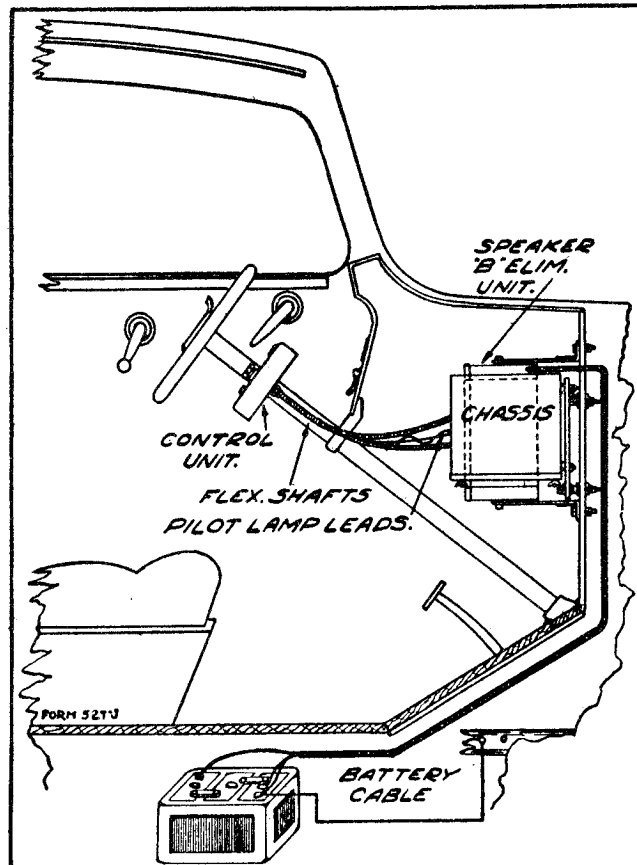 SPEAKER
"B" ELIM.
UNIT.
CHASSIS
CONTROL
UNIT.
FLEX. SHAFTS
PILOT LAMP LEADS.
FORM 527-J
BATTERY
CABLE